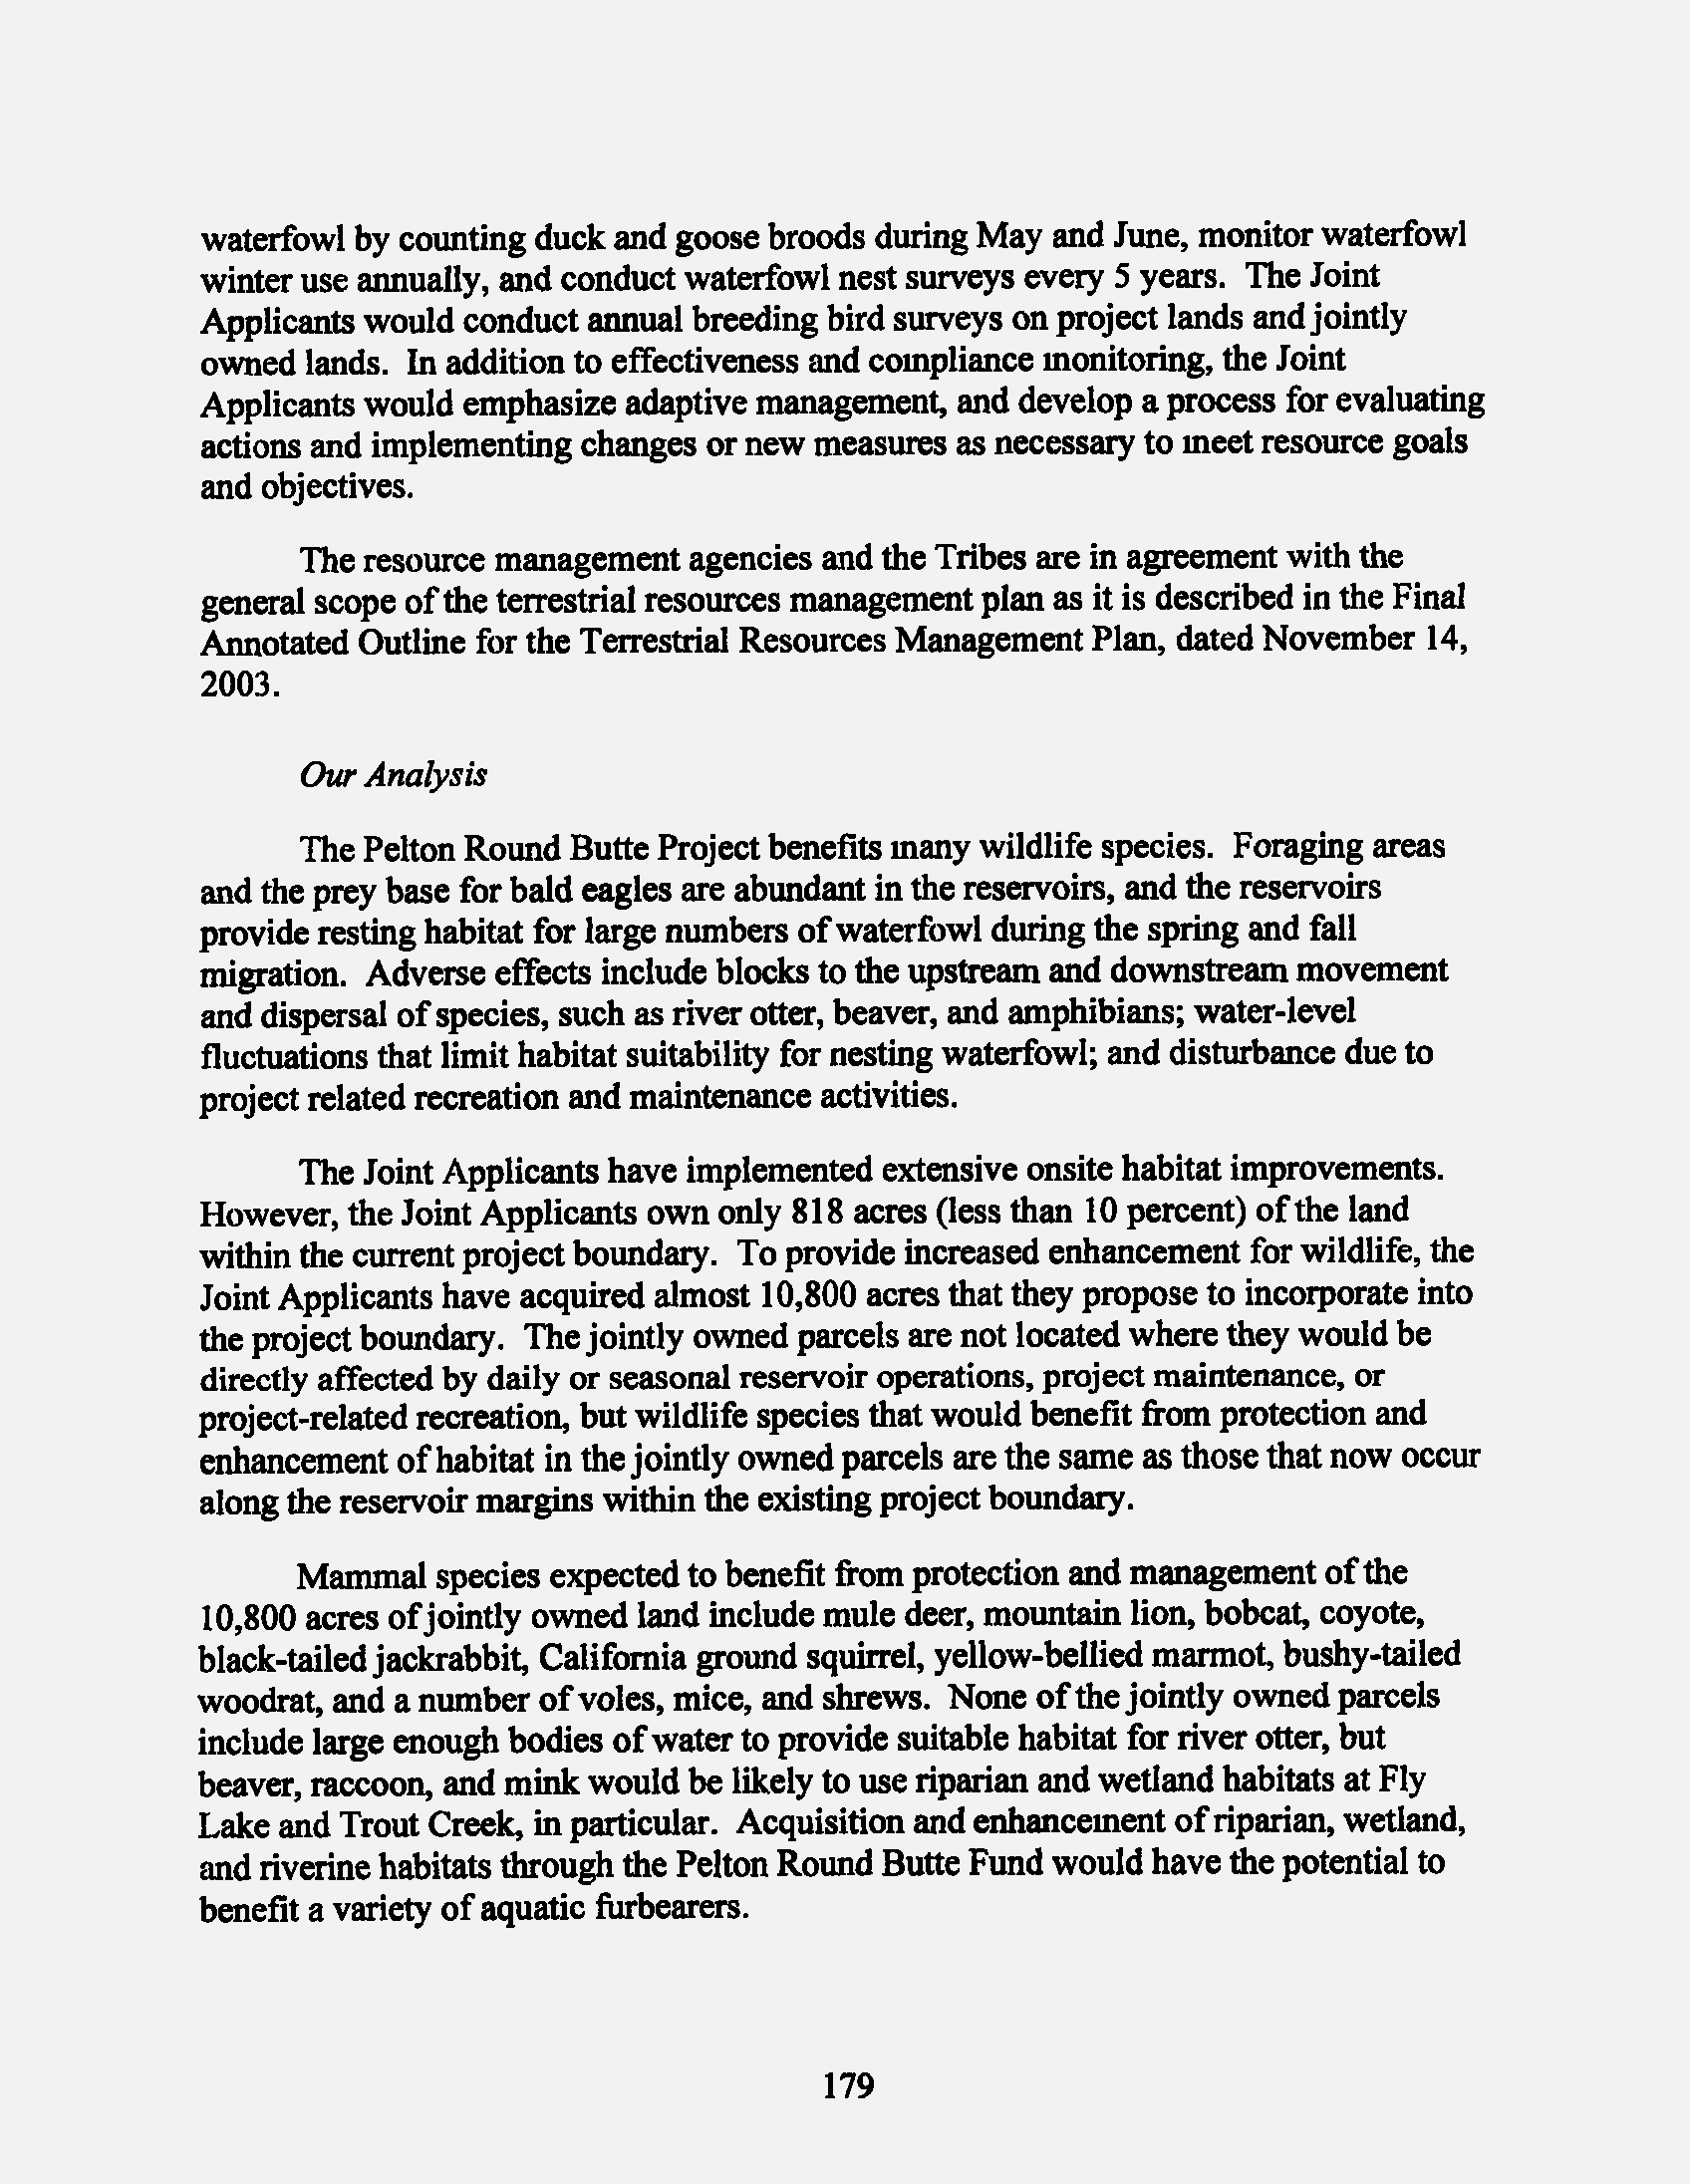 waterfowl by counting duck and goose broods during May and June, monitor waterfowl
winter use annually, and conduct waterfowl nest surveys every 5 years. The Joint
Applicants would conduct annual breeding bird surveys on project lands and jointly
owned lands. In addition to effectiveness and compliance monitoring, the Joint
Applicants would emphasize adaptive management, and develop a process for evaluating
actions and implementing changes or new measures as necessary to meet resource goals
and objectives.
The resource management agencies and the Tribes are in agreement with the
general scope of the terrestrial resources management plan as it is described in the Final
Annotated Outline for the Terrestrial Resources Management Plan, dated November 14,
2003.
Our Analysis
The Pelton Round Butte Project benefits many wildlife species. Foraging areas
and the prey base for bald eagles are abundant in the reservoirs, and the reservoirs
provide resting habitat for large numbers of waterfowl during the spring and fall
migration. Adverse effects include blocks to the upstream and downstream movement
and dispersal of species, such as river otter, beaver, and amphibians; water-level
fluctuations that limit habitat suitability for nesting waterfowl; and disturbance due to
project related recreation and maintenance activities.
The Joint Applicants have implemented extensive onsite habitat improvements.
However, the Joint Applicants own only 818 acres (less than 10 percent) of the land
within the current project boundary. To provide increased enhancement for wildlife, the
Joint Applicants have acquired almost 10,800 acres that they propose to incorporate into
the project boundary. The jointly owned parcels are not located where they would be
directly affected by daily or seasonal reservoir operations, project maintenance, or
project-related recreation, but wildlife species that would benefit from protection and
enhancement of habitat in the jointly owned parcels are the same as those that now occur
along the reservoir margins within the existing project boundary.
Mammal species expected to benefit from protection and management of the
10,800 acres of jointly owned land include mule deer, mountain lion, bobcat, coyote,
black-tailed jackrabbit, California ground squirrel, yellow-bellied marmot, bushy-tailed
woodrat, and a number of voles, mice, and shrews. None of the jointly owned parcels
include large enough bodies of water to provide suitable habitat for river otter, but
beaver, raccoon, and mink would be likely to use riparian and wetland habitats at Fly
Lake and Trout Creek, in particular. Acquisition and enhancement of riparian, wetland,
and riverine habitats through the Pelton Round Butte Fund would have the potential to
benefit a variety of aquatic furbearers.
179